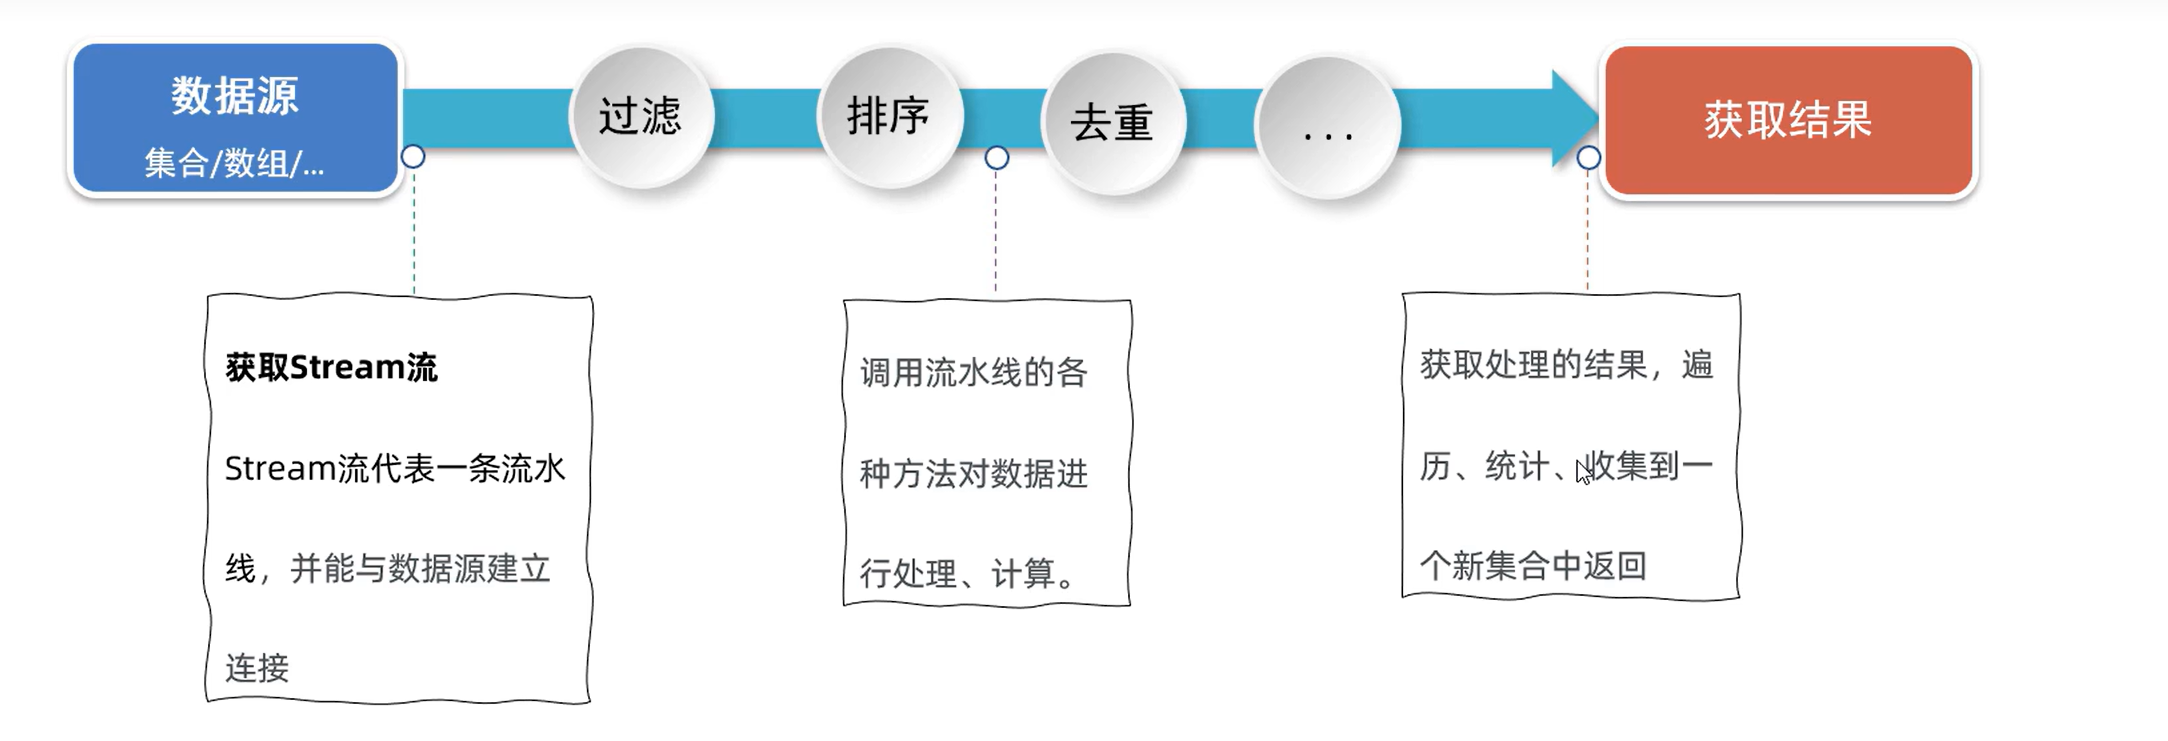 数据源
集合/数组/...
过滤
排序
去重
...
获取结果
获取Stream流
Stream流代表一条流水
线，并能与数据源建立
连接
调用流水线的各
种方法对数据进
行处理、计算。
获取处理的结果，遍
历、统计、收集到一
个新集合中返回